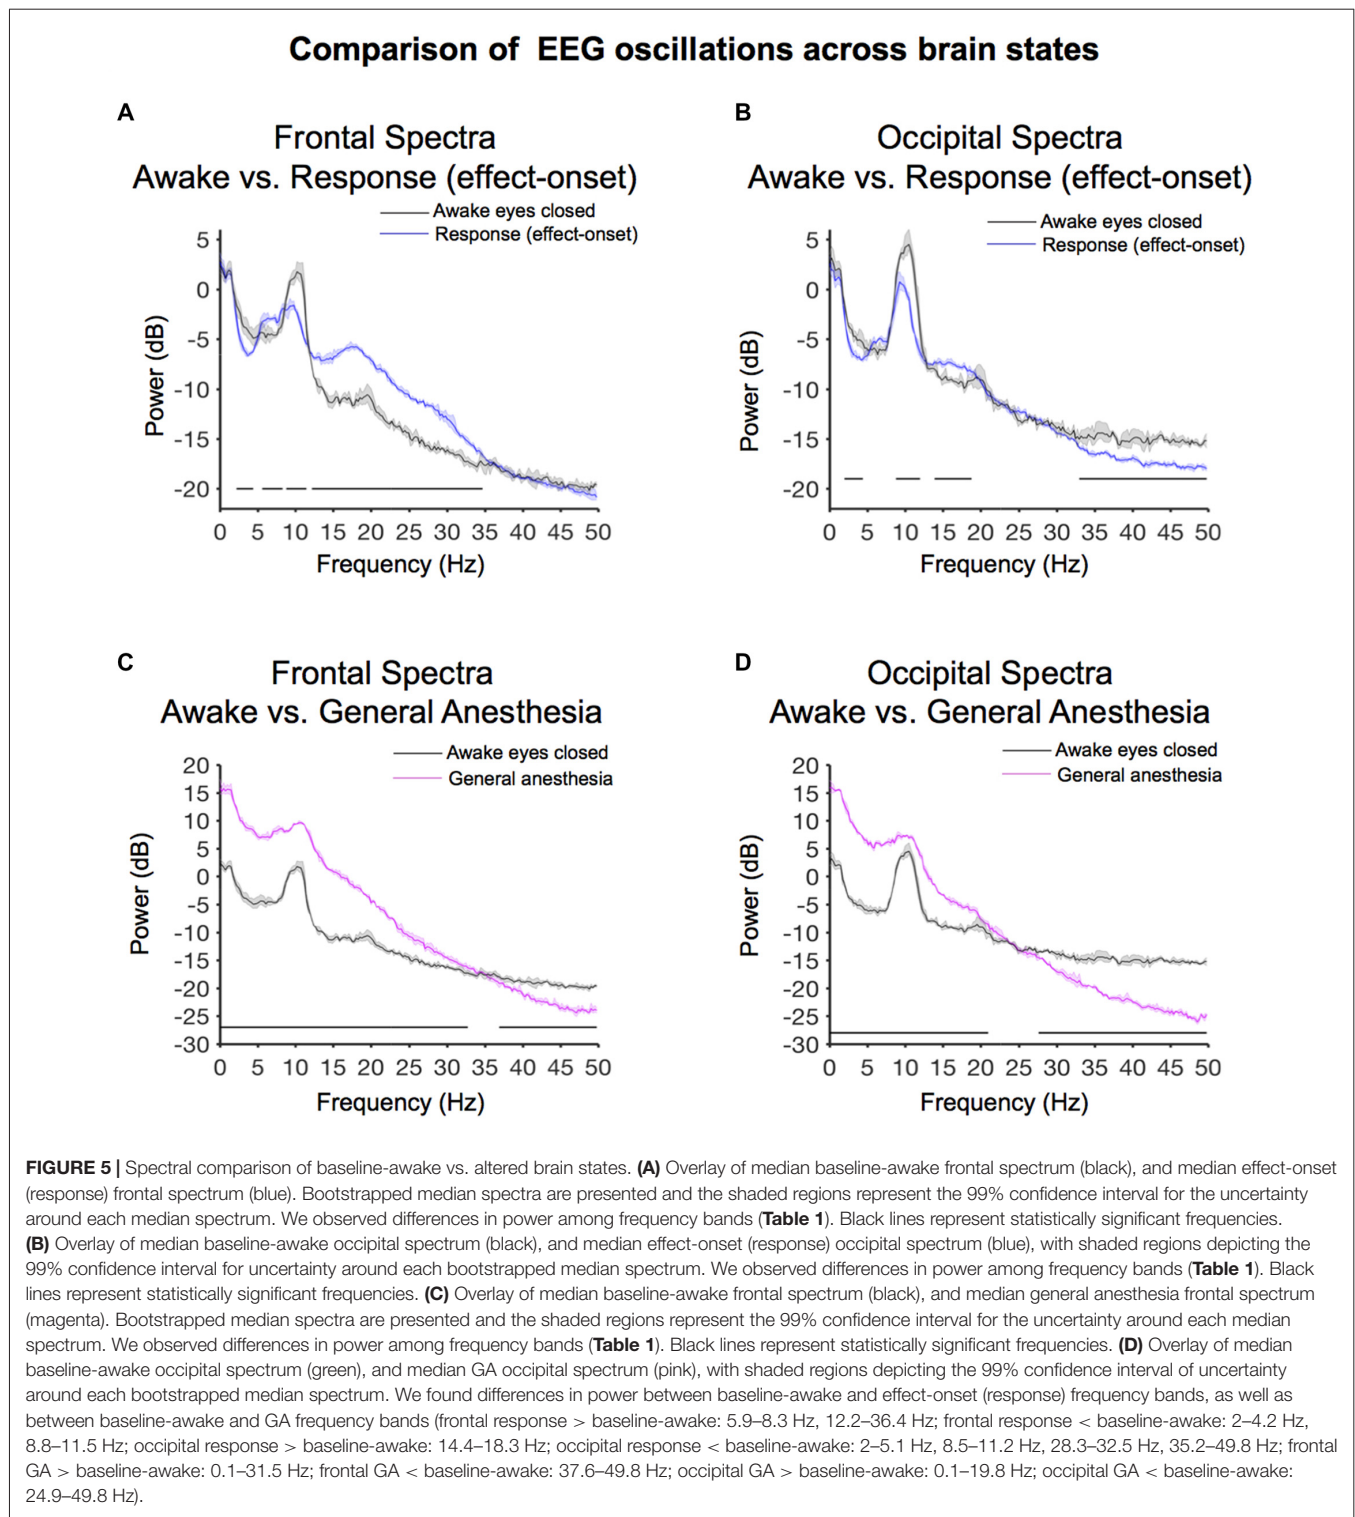 Comparison of EEG oscillations across brain states
A
Frontal Spectra
Awake vs. Response (effect-onset)
Awake eyes closed
Response (effect-onset)
5
0
-5
-10
-15
-20
Power (dB)
0 5 10 15 20 25 30 35 40 45 50
Frequency (Hz)
B
Occipital Spectra
Awake vs. Response (effect-onset)
Awake eyes closed
Response (effect-onset)
5
0
-5
-10
-15
-20
Power (dB)
0 5 10 15 20 25 30 35 40 45 50
Frequency (Hz)
C
Frontal Spectra
Awake vs. General Anesthesia
Awake eyes closed
General anesthesia
20
15
10
5
0
-5
-10
-15
-20
-25
-30
Power (dB)
0 5 10 15 20 25 30 35 40 45 50
Frequency (Hz)
D
Occipital Spectra
Awake vs. General Anesthesia
Awake eyes closed
General anesthesia
20
15
10
5
0
-5
-10
-15
-20
-25
-30
Power (dB)
0 5 10 15 20 25 30 35 40 45 50
Frequency (Hz)
FIGURE 5 | Spectral comparison of baseline-awake vs. altered brain states. (A) Overlay of median baseline-awake frontal spectrum (black), and median effect-onset
(response) frontal spectrum (blue). Bootstrapped median spectra are presented and the shaded regions represent the 99% confidence interval for the uncertainty
around each median spectrum. We observed differences in power among frequency bands (Table 1). Black lines represent statistically significant frequencies.
(B) Overlay of median baseline-awake occipital spectrum (black), and median effect-onset (response) occipital spectrum (blue), with shaded regions depicting the
99% confidence interval for uncertainty around each bootstrapped median spectrum. We observed differences in power among frequency bands (Table 1). Black
lines represent statistically significant frequencies. (C) Overlay of median baseline-awake frontal spectrum (black), and median general anesthesia frontal spectrum
(magenta). Bootstrapped median spectra are presented and the shaded regions represent the 99% confidence interval for the uncertainty around each median
spectrum. We observed differences in power among frequency bands (Table 1). Black lines represent statistically significant frequencies. (D) Overlay of median
baseline-awake occipital spectrum (green), and median GA occipital spectrum (pink), with shaded regions depicting the 99% confidence interval of uncertainty
around each bootstrapped median spectrum. We found differences in power between baseline-awake and effect-onset (response) frequency bands, as well as
between baseline-awake and GA frequency bands (frontal response > baseline-awake: 5.9–8.3 Hz, 12.2–36.4 Hz; frontal response < baseline-awake: 2–4.2 Hz,
8.8–11.5 Hz; occipital response > baseline-awake: 14.4–18.3 Hz; occipital response < baseline-awake: 2–5.1 Hz, 8.5–11.2 Hz, 28.3–32.5 Hz, 35.2–49.8 Hz; frontal
GA > baseline-awake: 0.1–31.5 Hz; frontal GA < baseline-awake: 37.6–49.8 Hz; occipital GA > baseline-awake: 0.1–19.8 Hz; occipital GA < baseline-awake:
24.9–49.8 Hz).